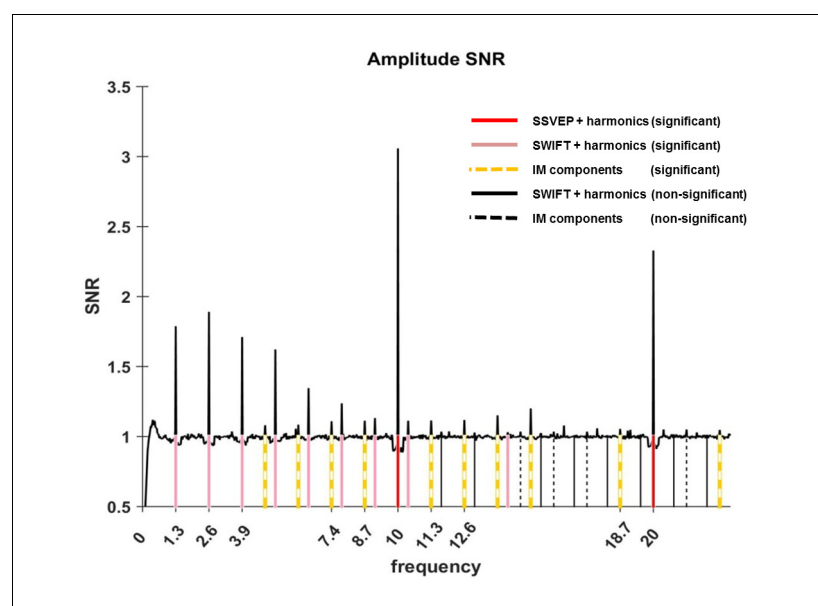 Amplitude SNR
3.5
3
2.5
2
1.5
1
0.5
SNR
SSVEP + harmonics (significant)
SWIFT + harmonics (significant)
IM components (significant)
SWIFT + harmonics (non-significant)
IM components (non-significant)
0 1.3 2.6 3.9 7.4 8.7 10 11.3 12.6 18.7 20
frequency